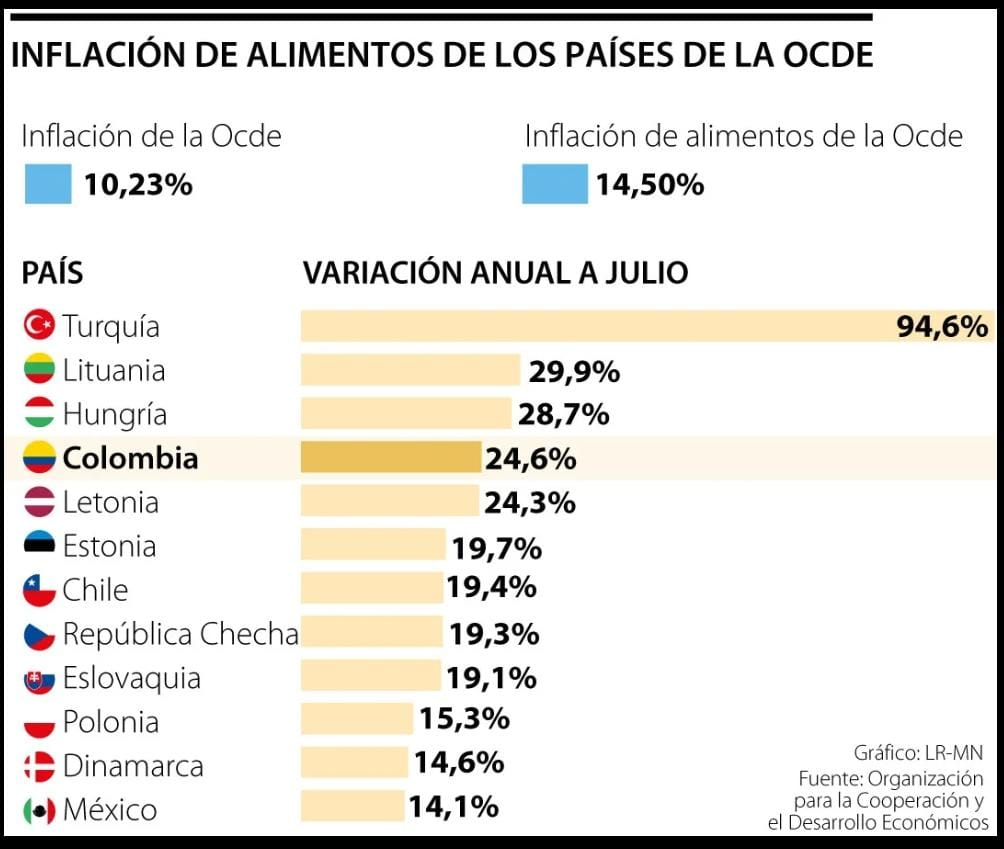 INFLACIÓN DE ALIMENTOS DE LOS PAÍSES DE LA OCDE
Inflación de la Ocde
10,23%
Inflación de alimentos de la Ocde
14,50%
PAÍS VARIACIÓN ANUAL A JULIO
Turquía 94,6%
Lituania 29,9%
Hungría 28,7%
Colombia 24,6%
Letonia 24,3%
Estonia 19,7%
Chile 19,4%
República Checha 19,3%
Eslovaquia 19,1%
Polonia 15,3%
Dinamarca 14,6%
México 14,1%
Gráfico: LR-MN
Fuente: Organización
para la Cooperación y
el Desarrollo Económicos